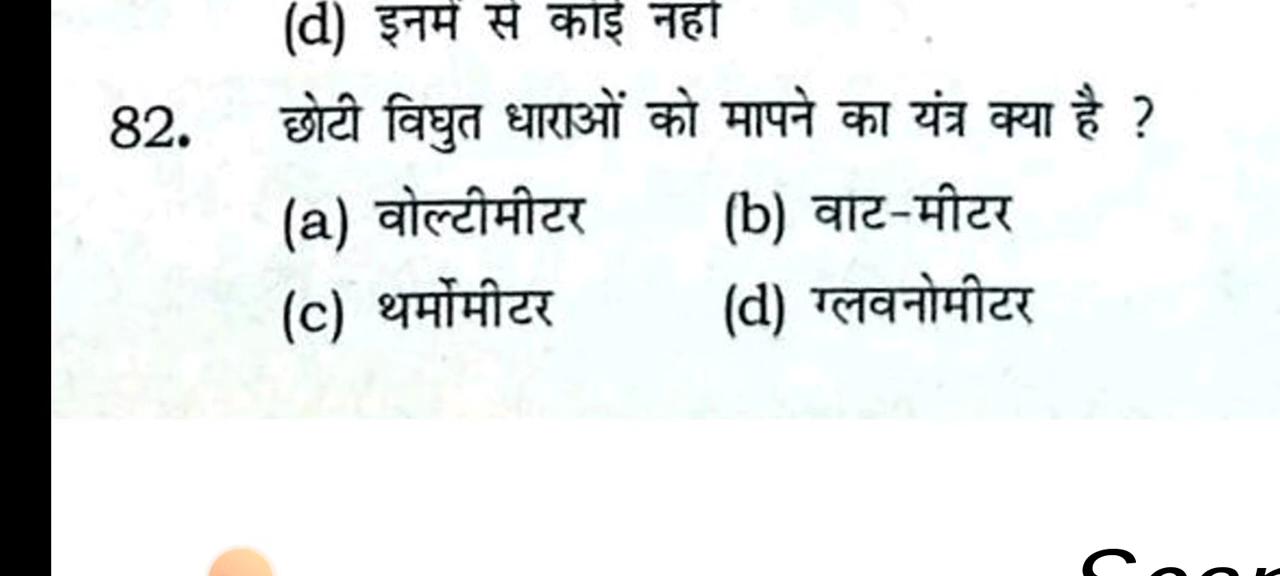 (d) इनमें से कोई नहीं
82. छोटी विघुत धाराओं को मापने का यंत्र क्या है ?
(a) वोल्टीमीटर (b) वाट-मीटर
(c) थर्मोमीटर (d) ग्लवनोमीटर